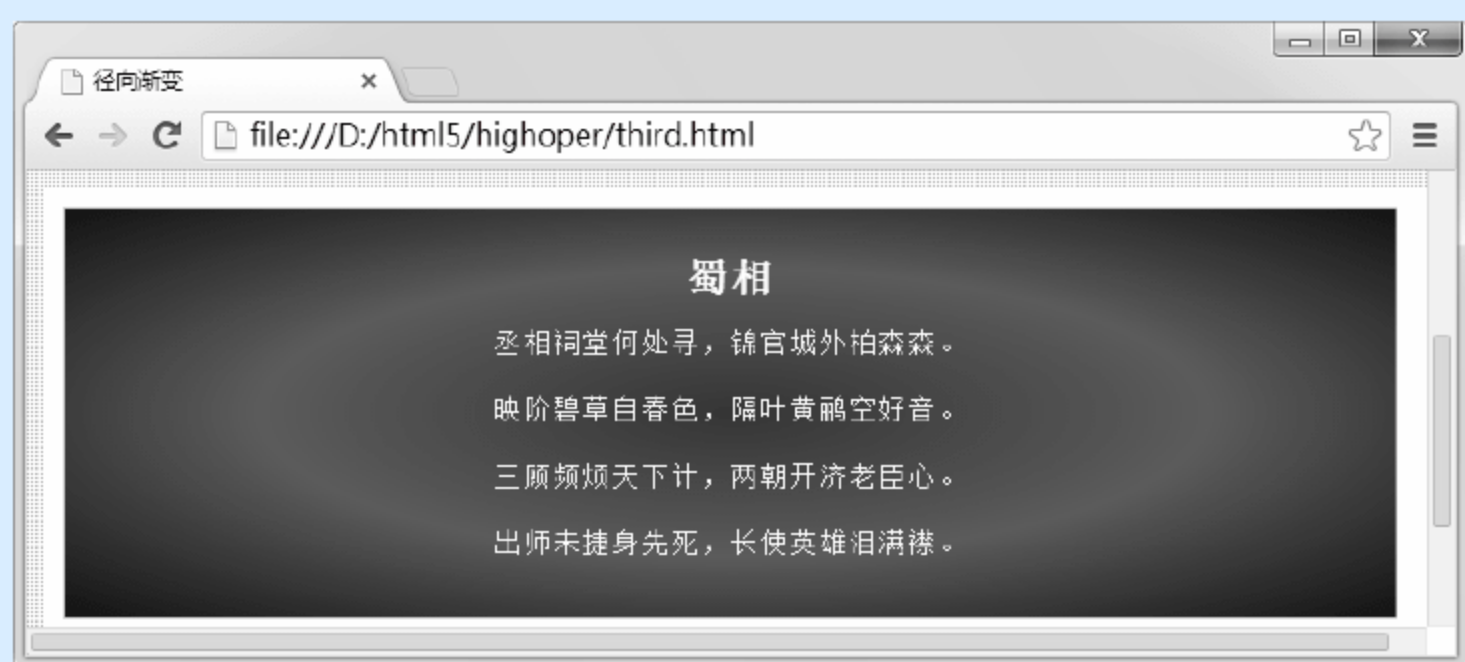 径向渐变
file:///D:/html5/highoper/third.html
蜀相
丞相祠堂何处寻，锦官城外柏森森。
映阶碧草自春色，隔叶黄鹂空好音。
三顾频烦天下计，两朝开济老臣心。
出师未捷身先死，长使英雄泪满襟。